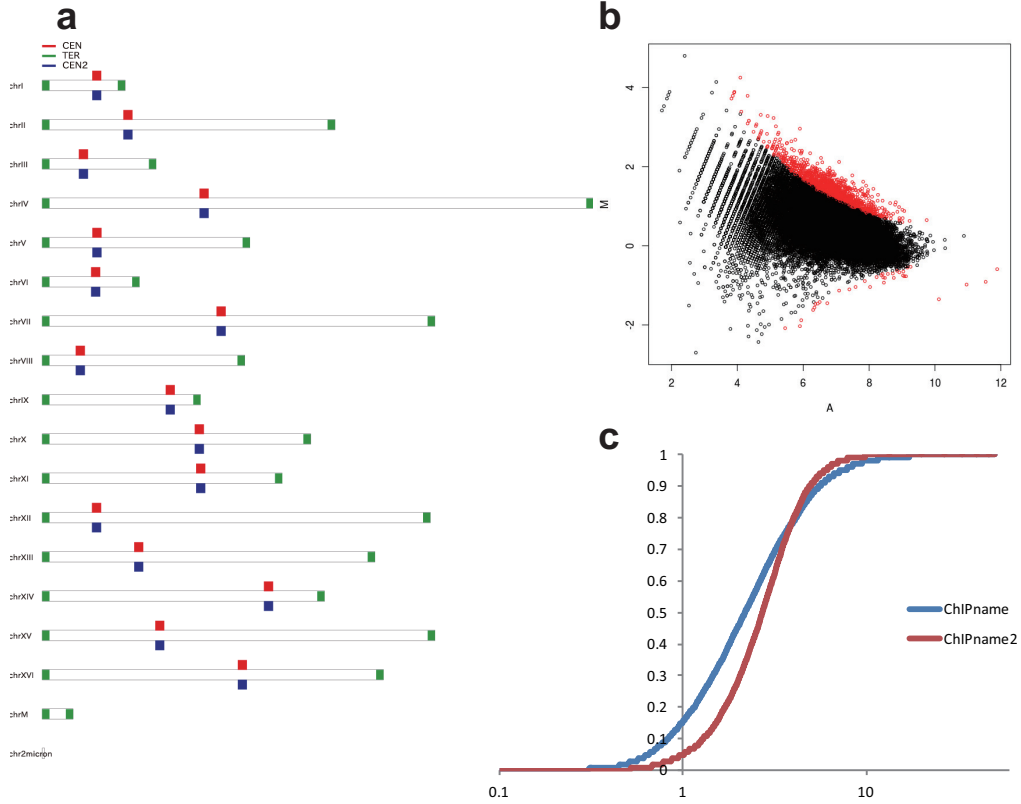 a
CEN
TER
CEN2
chrI
chrII
chrIII
chrIV
chrV
chrVI
chrVII
chrVIII
chrIX
chrX
chrXI
chrXII
chrXIII
chrXIV
chrXV
chrXVI
chrM
chr2micron
b
4
2
0
-2
M
2 4 6 8 10 12
A
c
1
0.9
0.8
0.7
0.6
0.5
0.4
0.3
0.2
0.1
0
0.1 1 10
ChIPname
ChIPname2